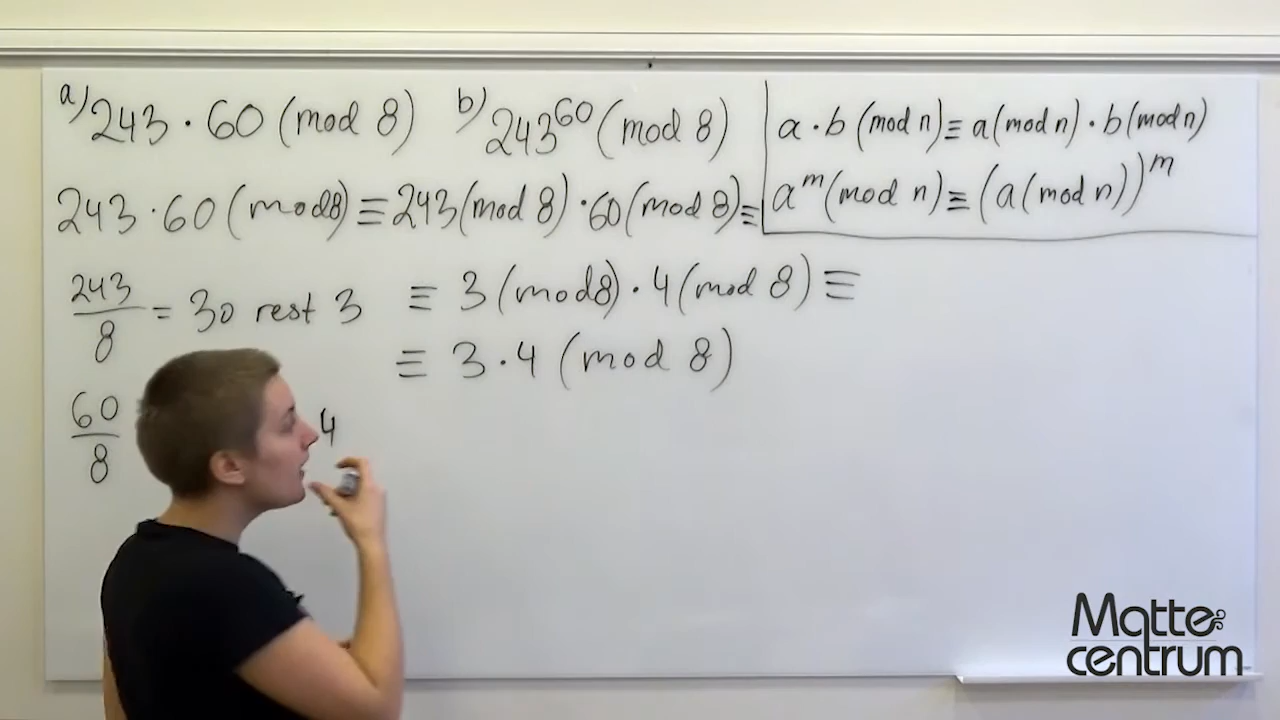 a) 243 · 60 (mod 8)
b) 243⁶⁰ (mod 8)
a · b (mod n) ≡ a (mod n) · b (mod n)
aᵐ (mod n) ≡ (a (mod n))ᵐ
243 · 60 (mod 8) ≡ 243 (mod 8) · 60 (mod 8) ≡
243/8 = 30 rest 3
≡ 3 (mod 8) · 4 (mod 8) ≡
≡ 3 · 4 (mod 8)
60/8 4
Matte centrum